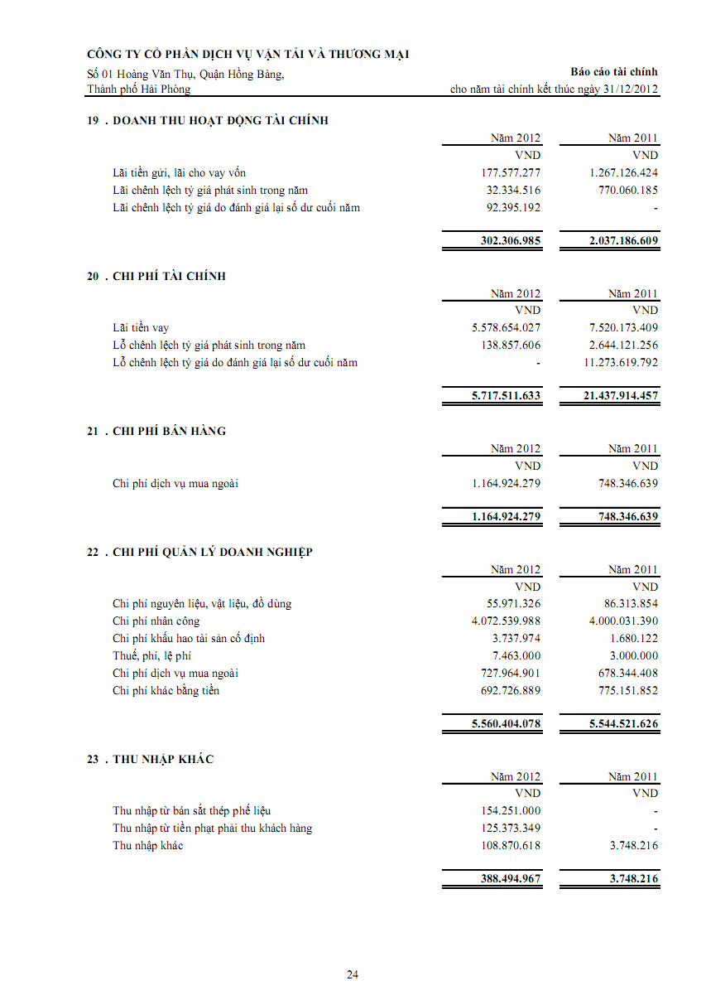 CÔNG TY CỔ PHẦN DỊCH VỤ VẬN TẢI VÀ THƯƠNG MẠI
Số 01 Hoàng Văn Thụ, Quận Hồng Bàng, Báo cáo tài chính
Thành phố Hải Phòng cho năm tài chính kết thúc ngày 31/12/2012
19 . DOANH THU HOẠT ĐỘNG TÀI CHÍNH
Năm 2012 Năm 2011
VND VND
Lãi tiền gửi, lãi cho vay vốn 177.577.277 1.267.126.424
Lãi chênh lệch tỷ giá phát sinh trong năm 32.334.516 770.060.185
Lãi chênh lệch tỷ giá do đánh giá lại số dư cuối năm 92.395.192 -
302.306.985 2.037.186.609
20 . CHI PHÍ TÀI CHÍNH
Năm 2012 Năm 2011
VND VND
Lãi tiền vay 5.578.654.027 7.520.173.409
Lỗ chênh lệch tỷ giá phát sinh trong năm 138.857.606 2.644.121.256
Lỗ chênh lệch tỷ giá do đánh giá lại số dư cuối năm - 11.273.619.792
5.717.511.633 21.437.914.457
21 . CHI PHÍ BÁN HÀNG
Năm 2012 Năm 2011
VND VND
Chi phí dịch vụ mua ngoài 1.164.924.279 748.346.639
1.164.924.279 748.346.639
22 . CHI PHÍ QUẢN LÝ DOANH NGHIỆP
Năm 2012 Năm 2011
VND VND
Chi phí nguyên liệu, vật liệu, đồ dùng 55.971.326 86.313.854
Chi phí nhân công 4.072.539.988 4.000.031.390
Chi phí khấu hao tài sản cố định 3.737.974 1.680.122
Thuế, phí, lệ phí 7.463.000 3.000.000
Chi phí dịch vụ mua ngoài 727.964.901 678.344.408
Chi phí khác bằng tiền 692.726.889 775.151.852
5.560.404.078 5.544.521.626
23 . THU NHẬP KHÁC
Năm 2012 Năm 2011
VND VND
Thu nhập từ bán sắt thép phế liệu 154.251.000 -
Thu nhập từ tiền phạt phải thu khách hàng 125.373.349 -
Thu nhập khác 108.870.618 3.748.216
388.494.967 3.748.216
24